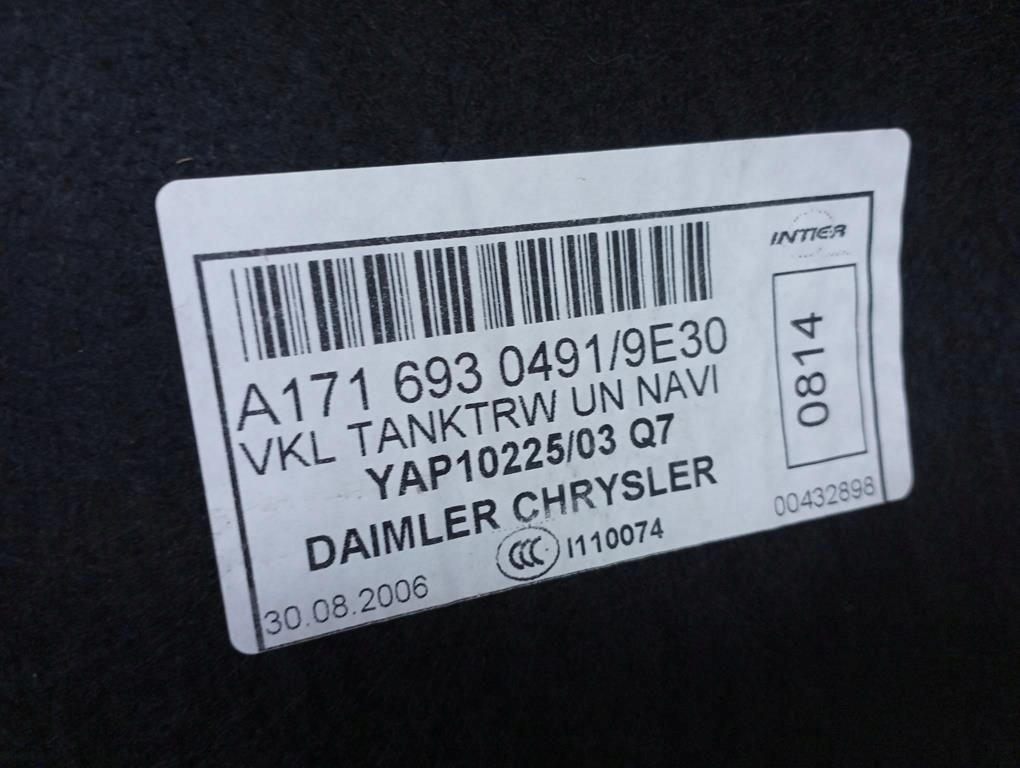 INTIER
A171 693 0491/9E30
VKL TANKTRW UN NAVI
YAP10225/03 Q7
DAIMLER CHRYSLER
CCC I110074
30.08.2006
0814
00432898